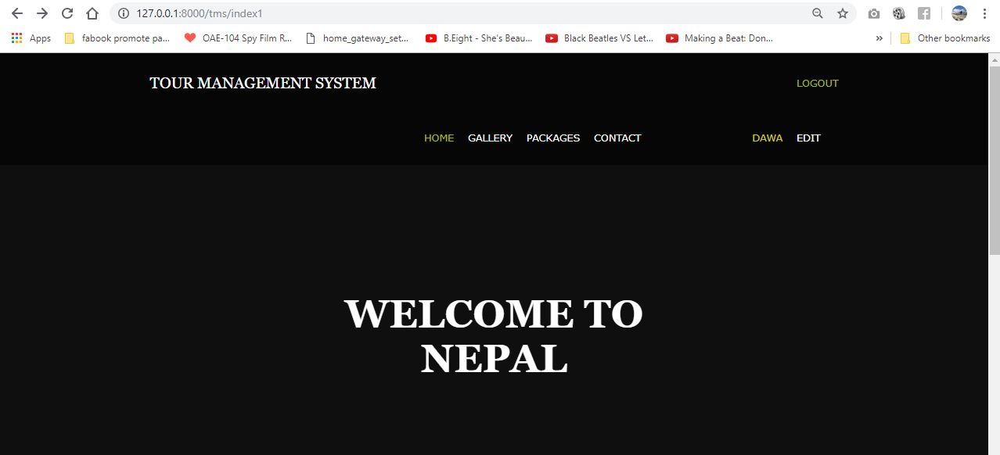 127.0.0.1:8000/tms/index1
Apps fabook promote pa... OAE-104 Spy Film R... home_gateway_set... B.Eight - She's Beau... Black Beatles VS Let... Making a Beat: Don... » Other bookmarks
TOUR MANAGEMENT SYSTEM LOGOUT
HOME GALLERY PACKAGES CONTACT DAWA EDIT
WELCOME TO
NEPAL